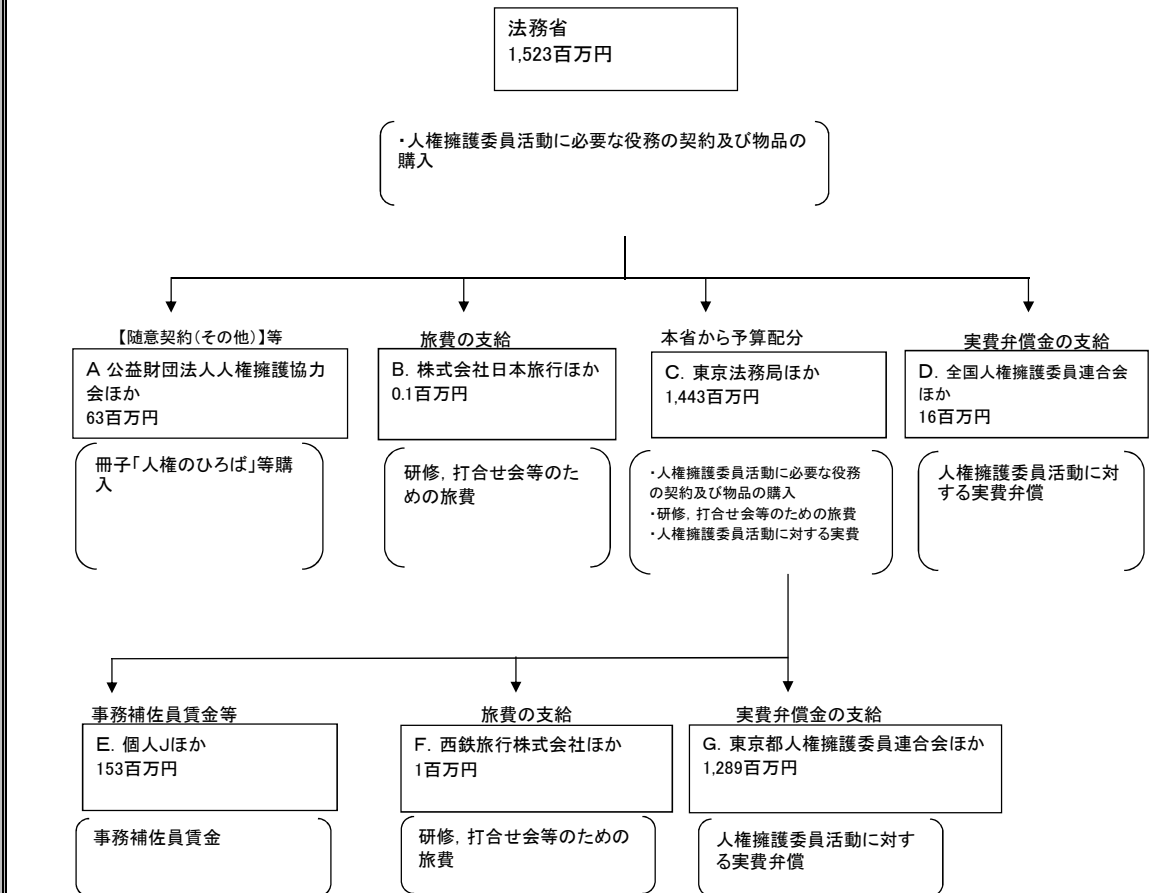 法務省
1,523百万円
・人権擁護委員活動に必要な役務の契約及び物品の
購入
【随意契約(その他)】等
A 公益財団法人人権擁護協力
会ほか
63百万円
冊子「人権のひろば」等購
入
旅費の支給
B. 株式会社日本旅行ほか
0.1百万円
研修, 打合せ会等のた
めの旅費
本省から予算配分
C. 東京法務局ほか
1,443百万円
・人権擁護委員活動に必要な役務
の契約及び物品の購入
・研修, 打合せ会等のための旅費
・人権擁護委員活動に対する実費
実費弁償金の支給
D. 全国人権擁護委員連合会
ほか
16百万円
人権擁護委員活動に対
する実費弁償
事務補佐員賃金等
E. 個人Jほか
153百万円
事務補佐員賃金
旅費の支給
F. 西鉄旅行株式会社ほか
1百万円
研修, 打合せ会等のための
旅費
実費弁償金の支給
G. 東京都人権擁護委員連合会ほか
1,289百万円
人権擁護委員活動に対す
る実費弁償